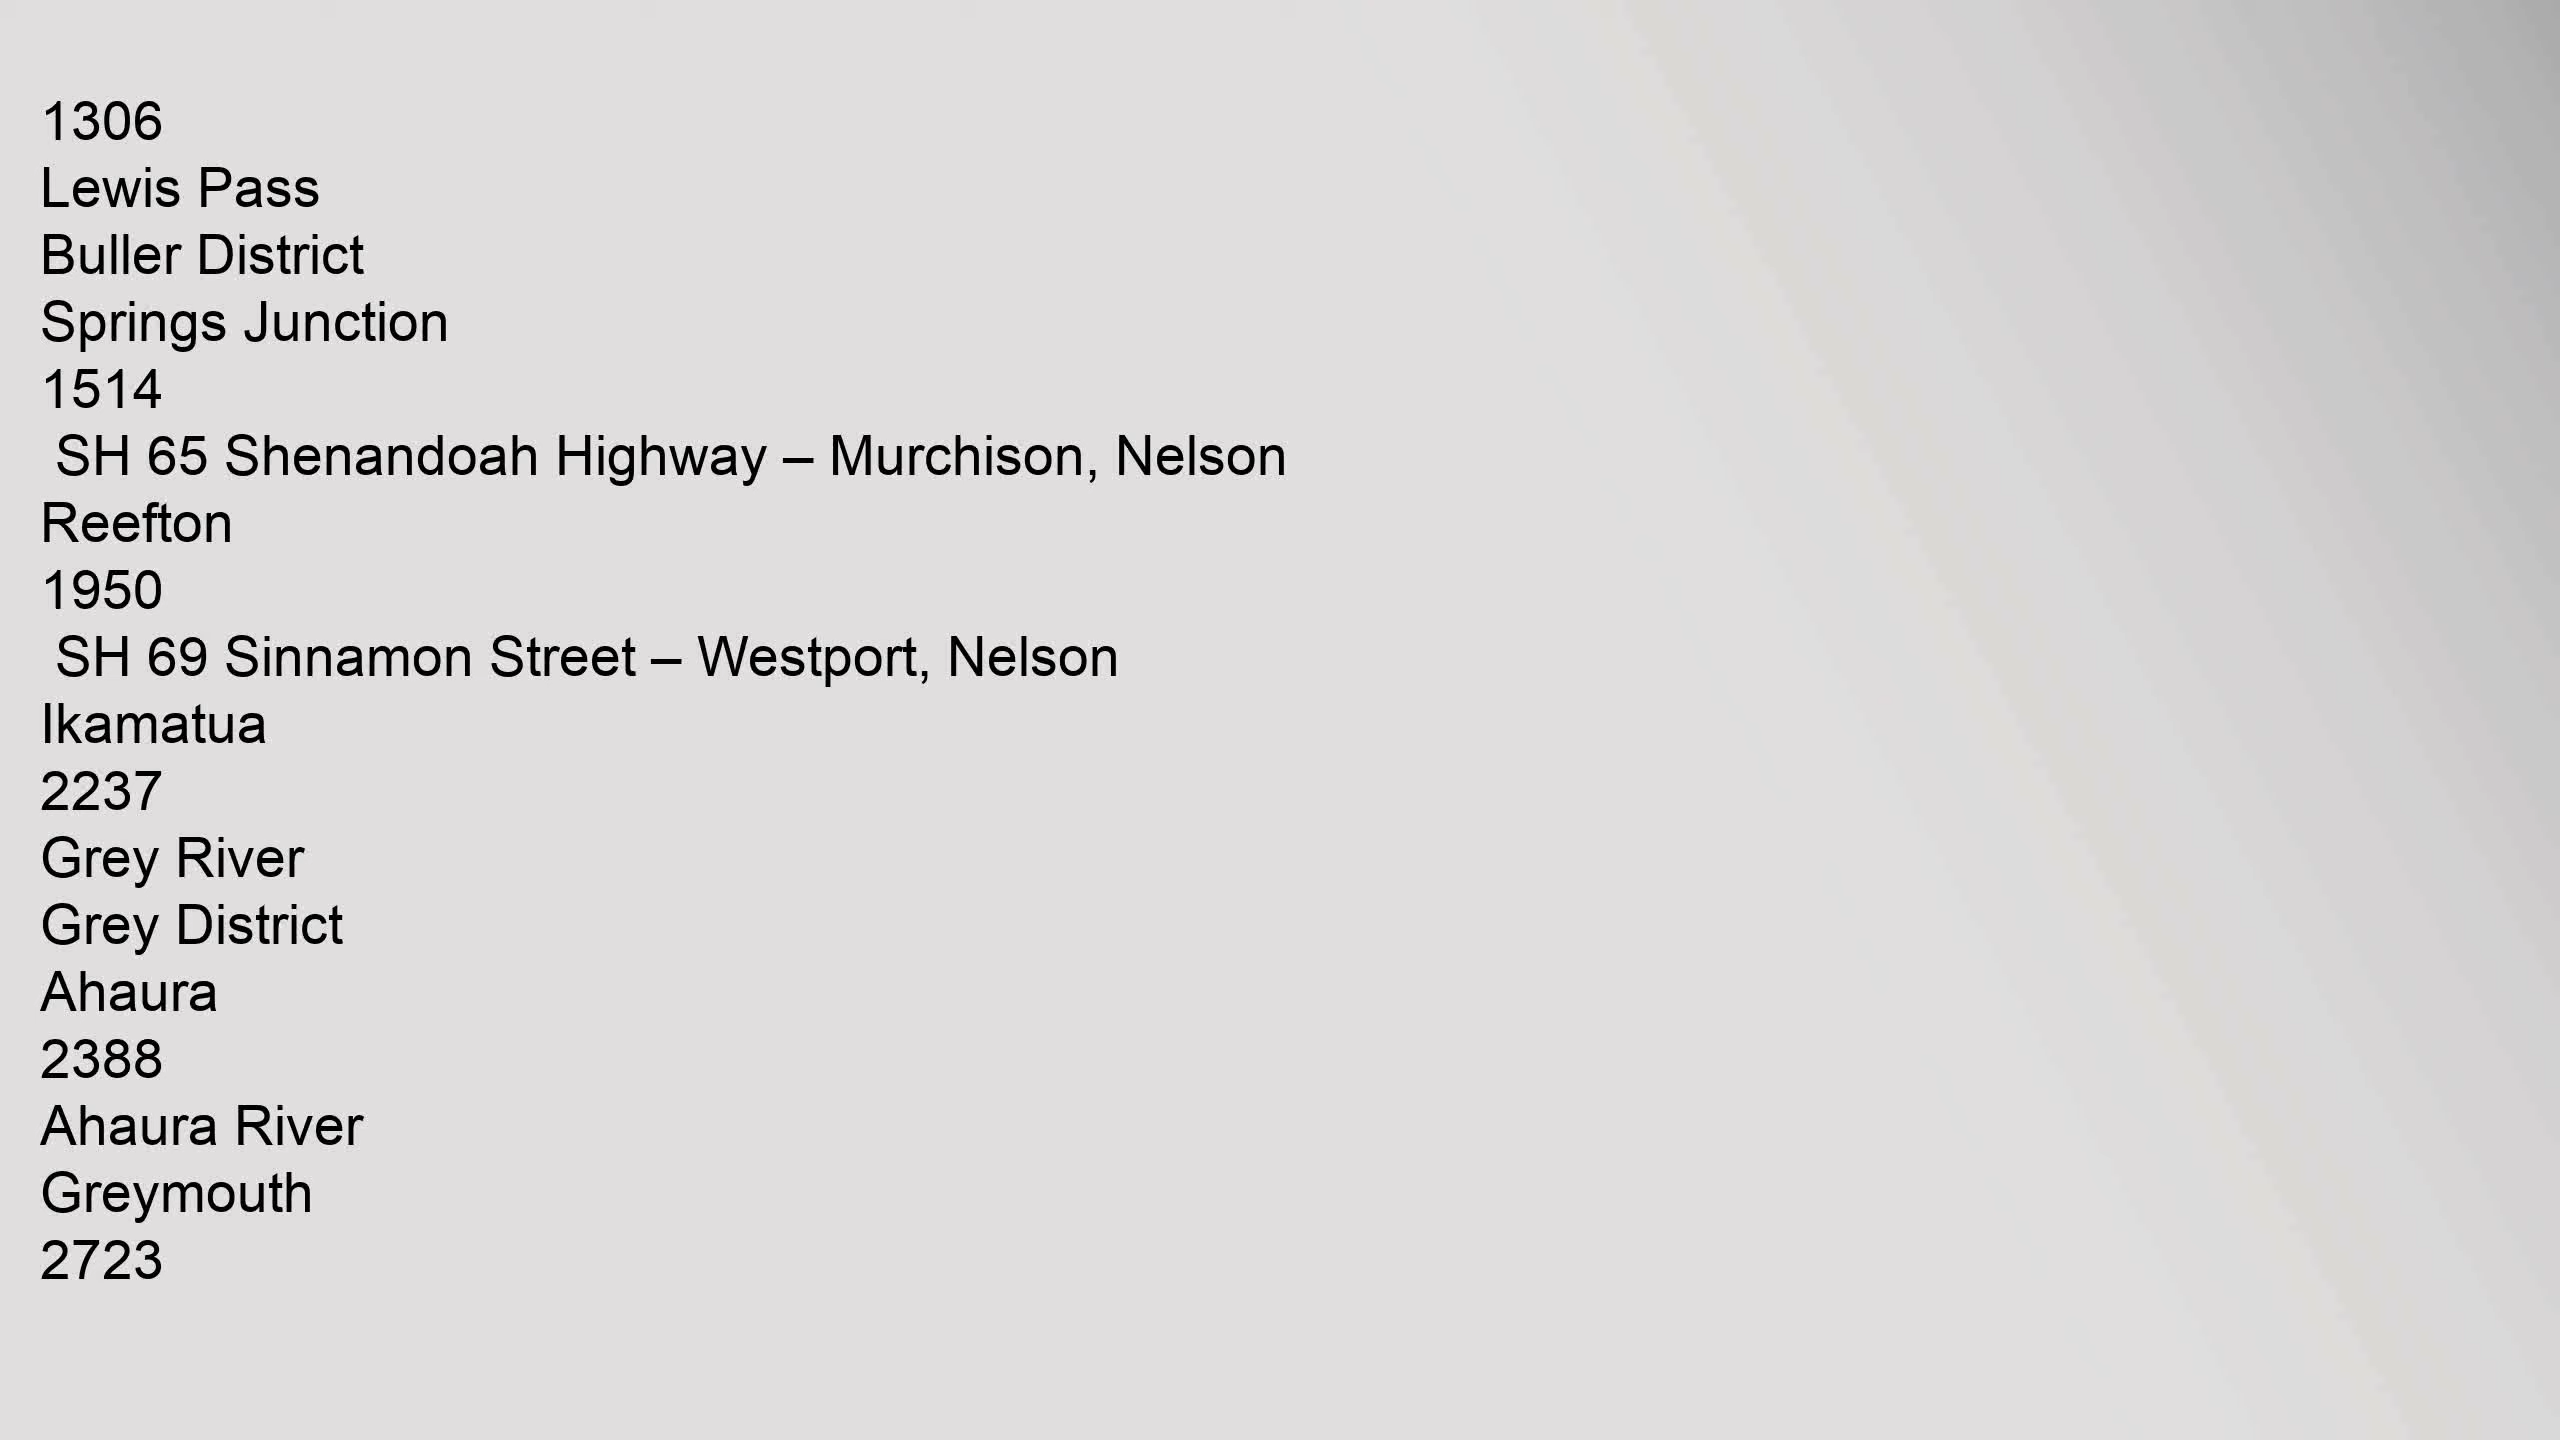 1306
Lewis Pass
Buller District
Springs Junction
1514
SH 65 Shenandoah Highway – Murchison, Nelson
Reefton
1950
SH 69 Sinnamon Street – Westport, Nelson
Ikamatua
2237
Grey River
Grey District
Ahaura
2388
Ahaura River
Greymouth
2723